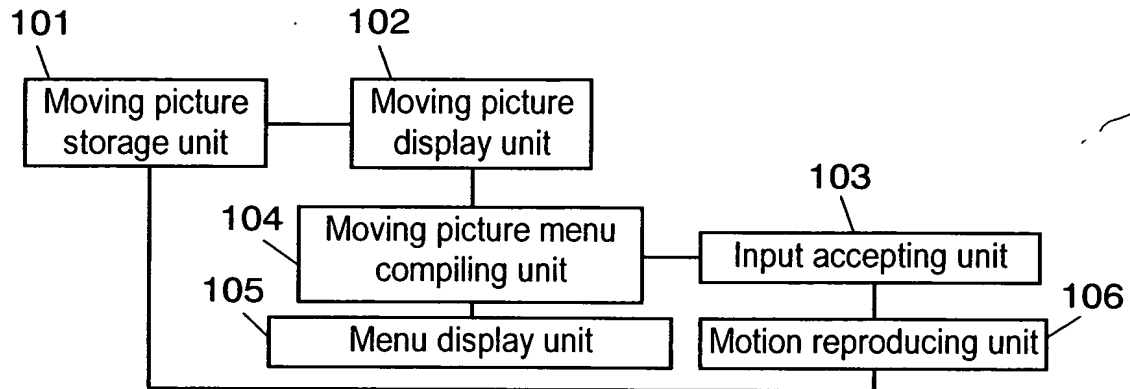 101
102
Moving picture
storage unit
Moving picture
display unit
103
104
Moving picture menu
compiling unit
Input accepting unit
105
106
Menu display unit
Motion reproducing unit